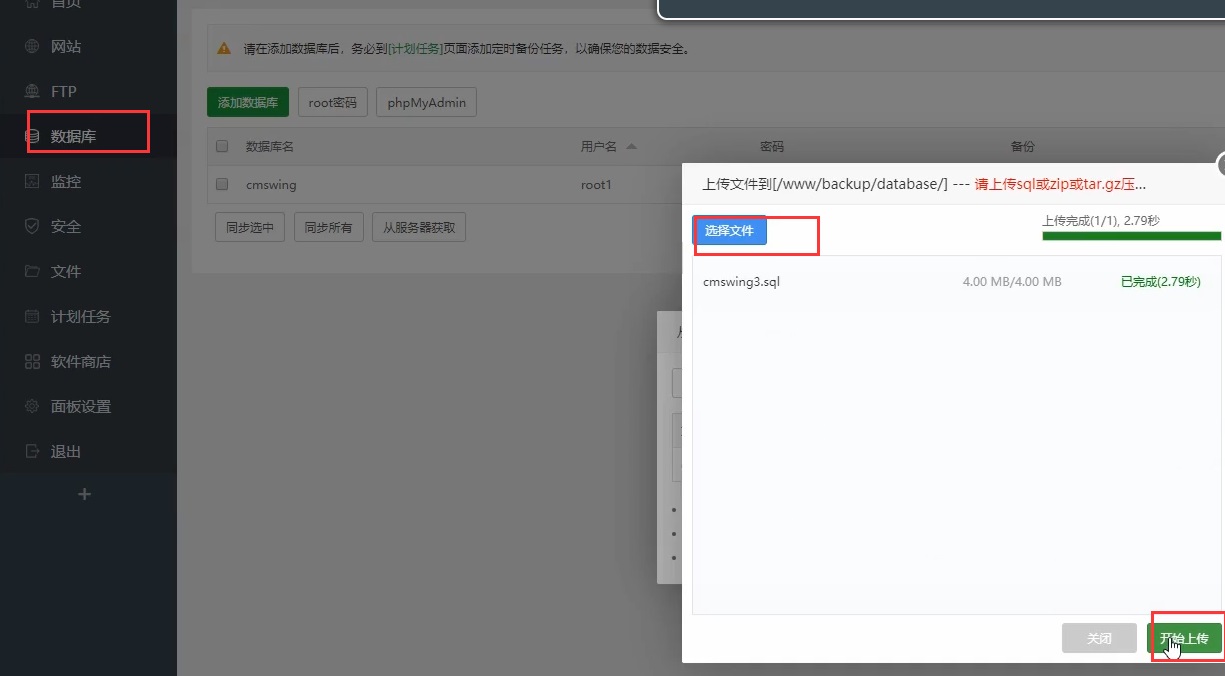 首页
网站
FTP
数据库
监控
安全
文件
计划任务
软件商店
面板设置
退出
+
请在添加数据库后，务必到[计划任务]页面添加定时备份任务，以确保您的数据安全。
添加数据库 root密码 phpMyAdmin
数据库名 用户名 密码 备份
cmswing root1
同步选中 同步所有 从服务器获取
上传文件到[/www/backup/database/] --- 请上传sql或zip或tar.gz压...
选择文件
上传完成(1/1), 2.79秒
cmswing3.sql 4.00 MB/4.00 MB 已完成(2.79秒)
关闭 开始上传